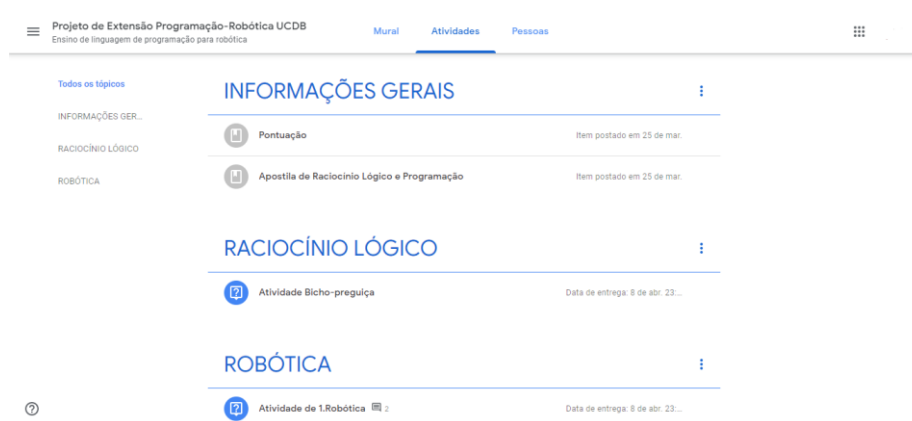 Projeto de Extensão Programação-Robótica UCDB
Ensino de linguagem de programação para robótica
Mural
Atividades
Pessoas
Todos os tópicos
INFORMAÇÕES GER...
RACIOCÍNIO LÓGICO
ROBÓTICA
INFORMAÇÕES GERAIS
Pontuação
Item postado em 25 de mar.
Apostila de Raciocínio Lógico e Programação
Item postado em 25 de mar.
RACIOCÍNIO LÓGICO
Atividade Bicho-preguiça
Data de entrega: 8 de abr. 23:...
ROBÓTICA
Atividade de 1.Robótica 2
Data de entrega: 8 de abr. 23:...